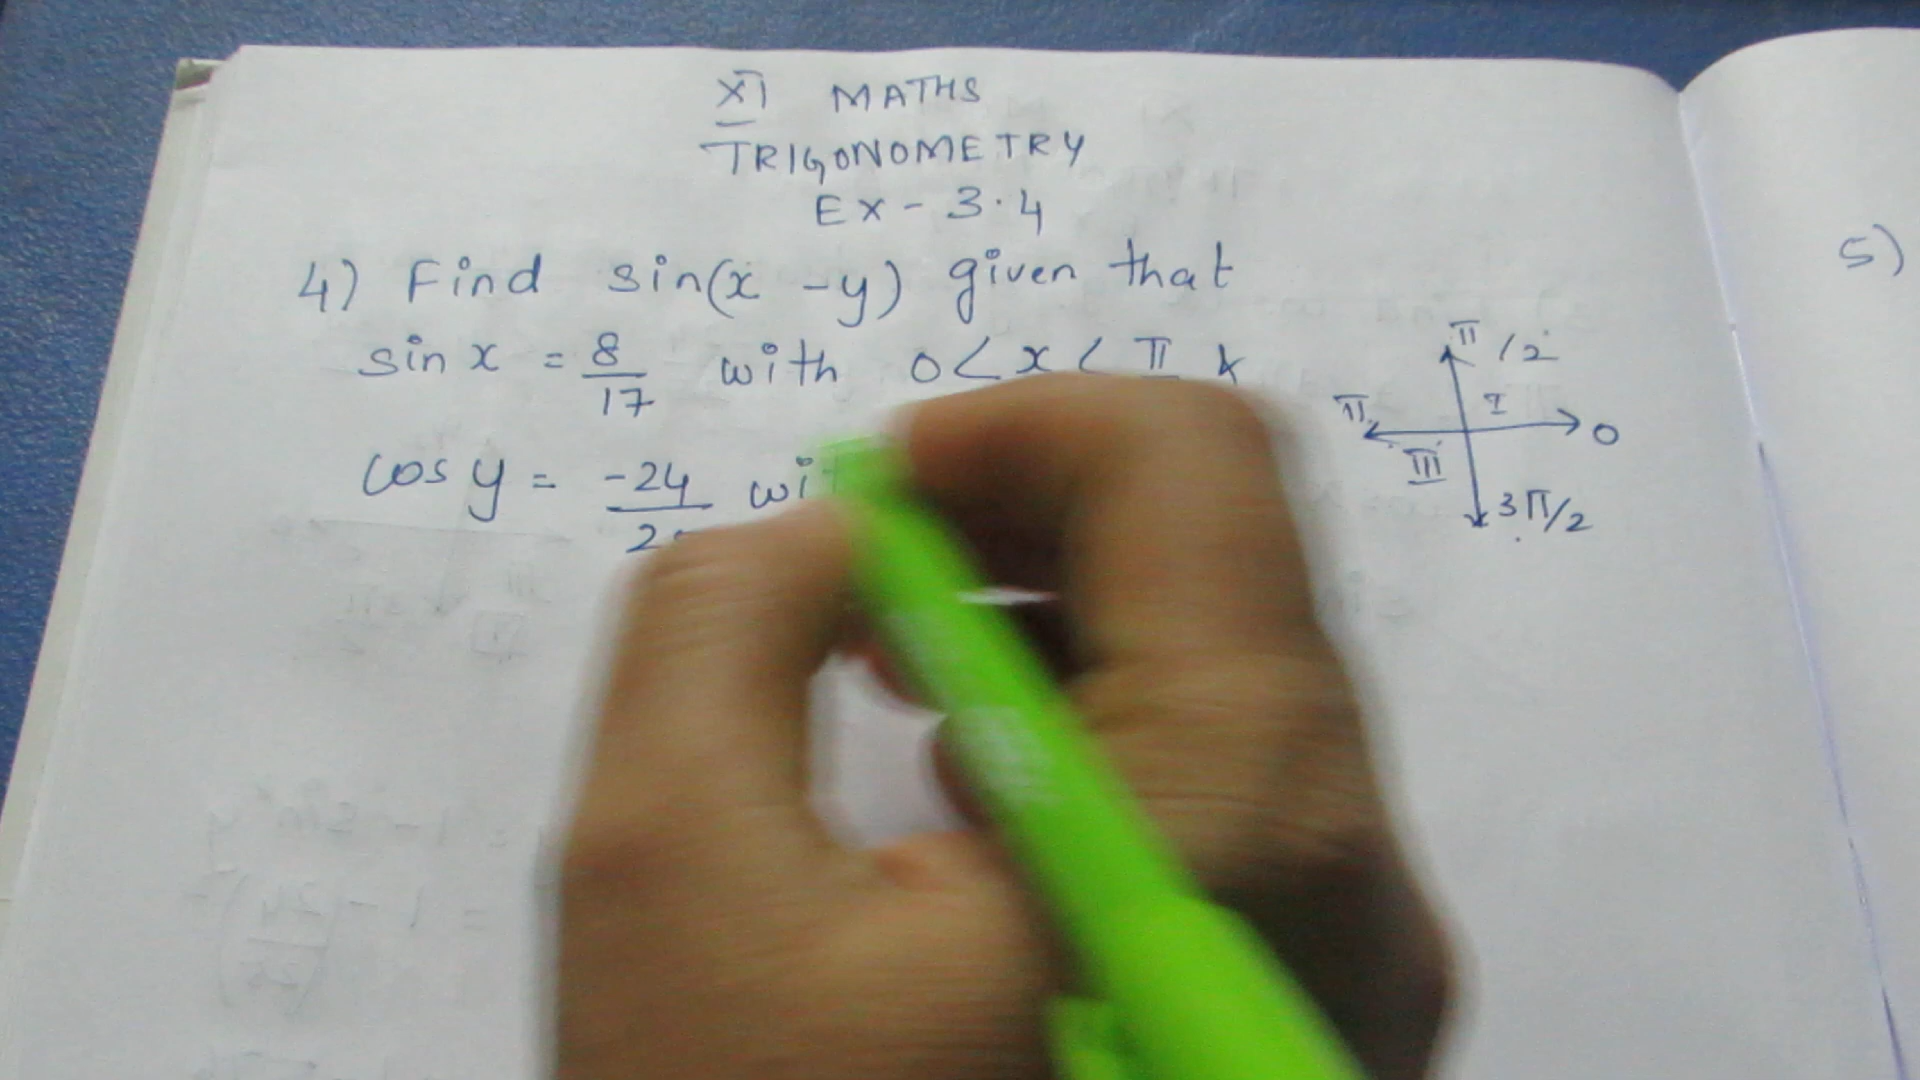 XI MATHS
TRIGONOMETRY
EX - 3.4
4) Find sin(x - y) given that
sin x = 8/17 with 0 < x < π &
cos y = -24/2
π/2
I
π
0
III
3π/2
5)